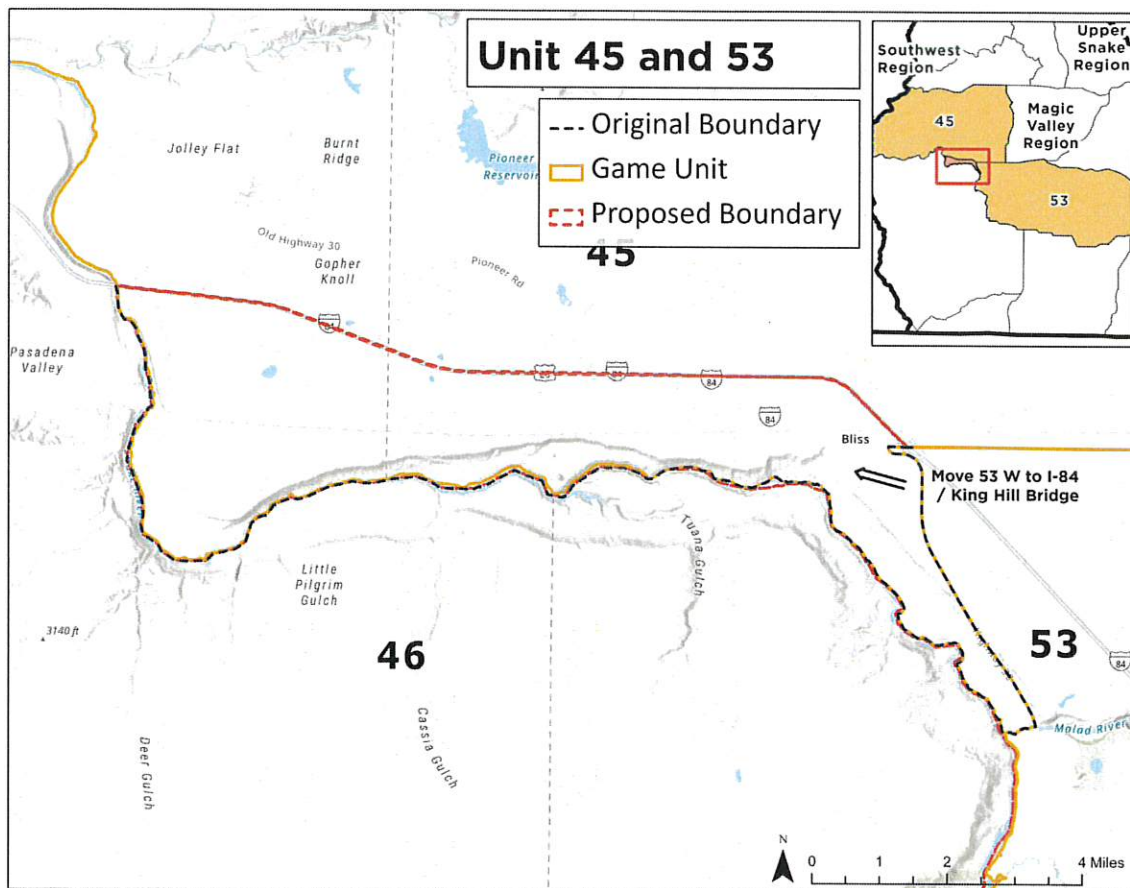 Unit 45 and 53
Original Boundary
Game Unit
Proposed Boundary
Southwest
Region
Upper
Snake
Region
45
Magic
Valley
Region
53
Jolley Flat
Burnt
Ridge
Pioneer
Reservoir
Old Highway 30
Gopher
Knoll
Pioneer Rd
45
84
Pasadena
Valley
84
84
84
Bliss
Move 53 W to I-84
/ King Hill Bridge
Tuana Gulch
Little
Pilgrim
Gulch
3140 ft
46
53
84
Malad River
Deer Gulch
Cassia Gulch
N
0 1 2 4 Miles